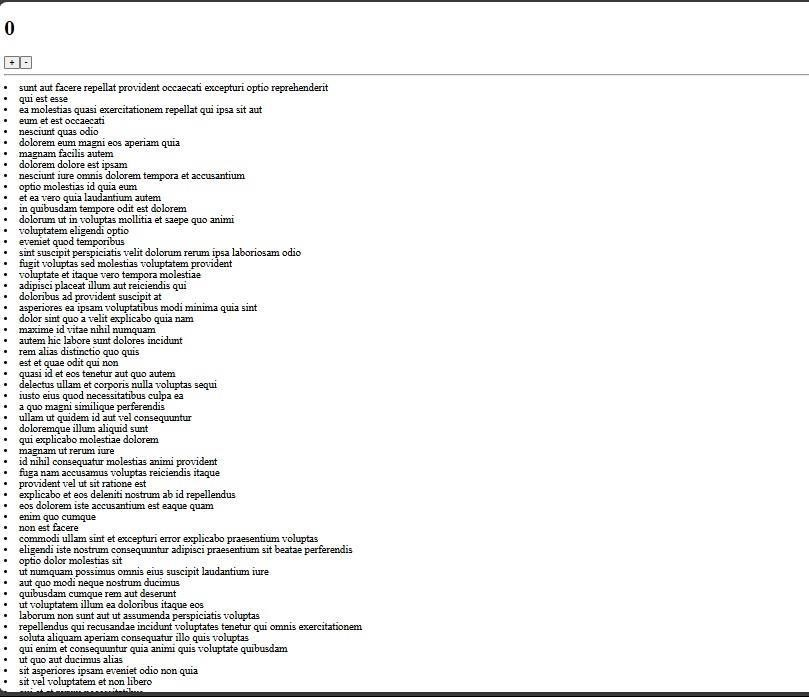 0
+ -
sunt aut facere repellat provident occaecati excepturi optio reprehenderit
qui est esse
ea molestias quasi exercitationem repellat qui ipsa sit aut
eum et est occaecati
nesciunt quas odio
dolorem eum magni eos aperiam quia
magnam facilis autem
dolorem dolore est ipsam
nesciunt iure omnis dolorem tempora et accusantium
optio molestias id quia eum
et ea vero quia laudantium autem
in quibusdam tempore odit est dolorem
dolorum ut in voluptas mollitia et saepe quo animi
voluptatem eligendi optio
eveniet quod temporibus
sint suscipit perspiciatis velit dolorum rerum ipsa laboriosam odio
fugit voluptas sed molestias voluptatem provident
voluptate et itaque vero tempora molestiae
adipisci placeat illum aut reiciendis qui
doloribus ad provident suscipit at
asperiores ea ipsam voluptatibus modi minima quia sint
dolor sint quo a velit explicabo quia nam
maxime id vitae nihil numquam
autem hic labore sunt dolores incidunt
rem alias distinctio quo quis
est et quae odit qui non
quasi id et eos tenetur aut quo autem
delectus ullam et corporis nulla voluptas sequi
iusto eius quod necessitatibus culpa ea
a quo magni similique perferendis
ullam ut quidem id aut vel consequuntur
doloremque illum aliquid sunt
qui explicabo molestiae dolorem
magnam ut rerum iure
id nihil consequatur molestias animi provident
fuga nam accusamus voluptas reiciendis itaque
provident vel ut sit ratione est
explicabo et eos deleniti nostrum ab id repellendus
eos dolorem iste accusantium est eaque quam
enim quo cumque
non est facere
commodi ullam sint et excepturi error explicabo praesentium voluptas
eligendi iste nostrum consequuntur adipisci praesentium sit beatae perferendis
optio dolor molestias sit
ut numquam possimus omnis eius suscipit laudantium iure
aut quo modi neque nostrum ducimus
quibusdam cumque rem aut deserunt
ut voluptatem illum ea doloribus itaque eos
laborum non sunt aut ut assumenda perspiciatis voluptas
repellendus qui recusandae incidunt voluptates tenetur qui omnis exercitationem
soluta aliquam aperiam consequatur illo quis voluptas
qui enim et consequuntur quia animi quis voluptate quibusdam
ut quo aut ducimus alias
sit asperiores ipsam eveniet odio non quia
sit vel voluptatem et non libero